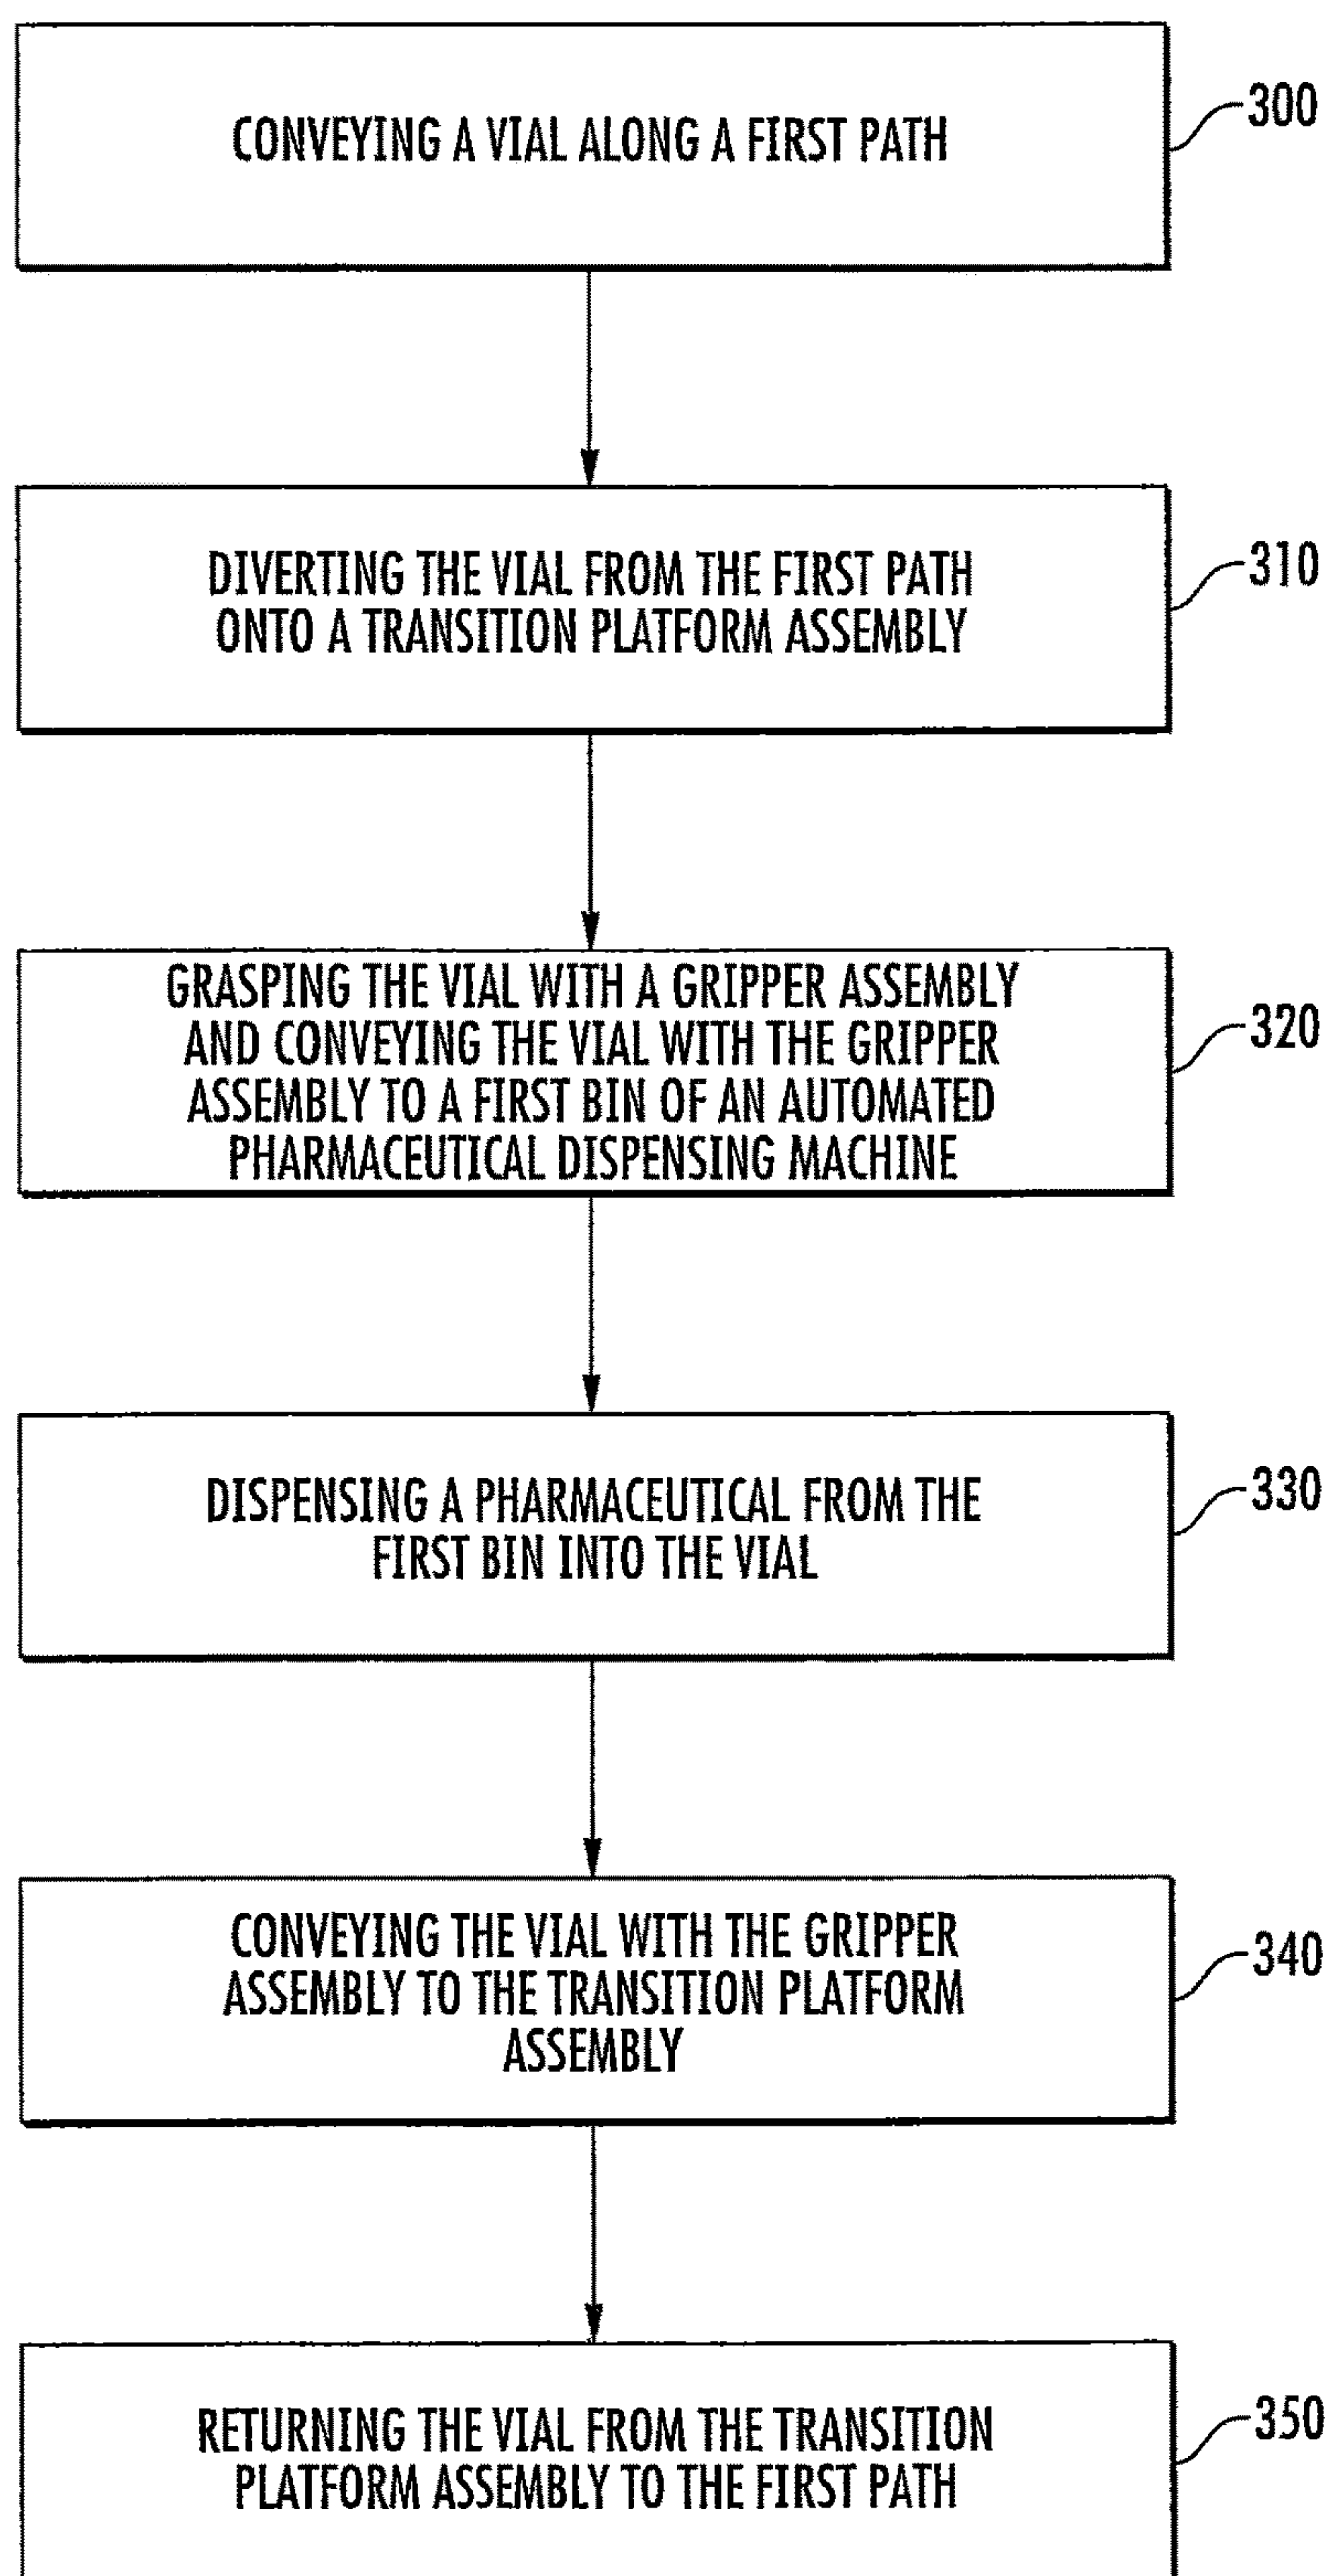 CONVEYING A VIAL ALONG A FIRST PATH
300
DIVERTING THE VIAL FROM THE FIRST PATH
ONTO A TRANSITION PLATFORM ASSEMBLY
310
GRASPING THE VIAL WITH A GRIPPER ASSEMBLY
AND CONVEYING THE VIAL WITH THE GRIPPER
ASSEMBLY TO A FIRST BIN OF AN AUTOMATED
PHARMACEUTICAL DISPENSING MACHINE
320
DISPENSING A PHARMACEUTICAL FROM THE
FIRST BIN INTO THE VIAL
330
CONVEYING THE VIAL WITH THE GRIPPER
ASSEMBLY TO THE TRANSITION PLATFORM
ASSEMBLY
340
RETURNING THE VIAL FROM THE TRANSITION
PLATFORM ASSEMBLY TO THE FIRST PATH
350